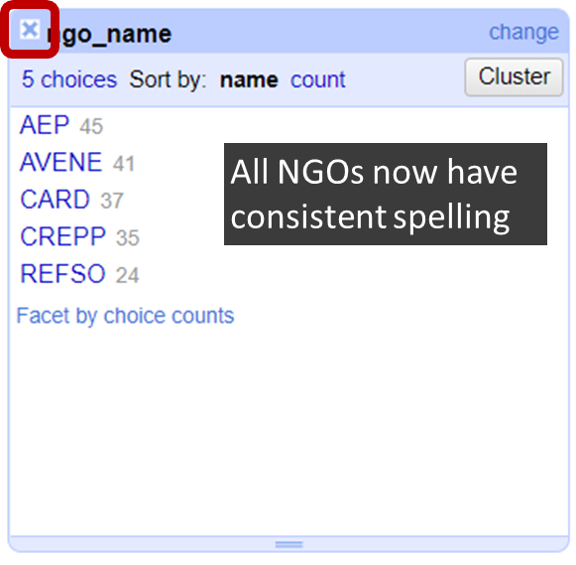 ngo_name change
5 choices Sort by: name count Cluster
AEP 45
AVENE 41
CARD 37
CREPP 35
REFSO 24
Facet by choice counts
All NGOs now have
consistent spelling